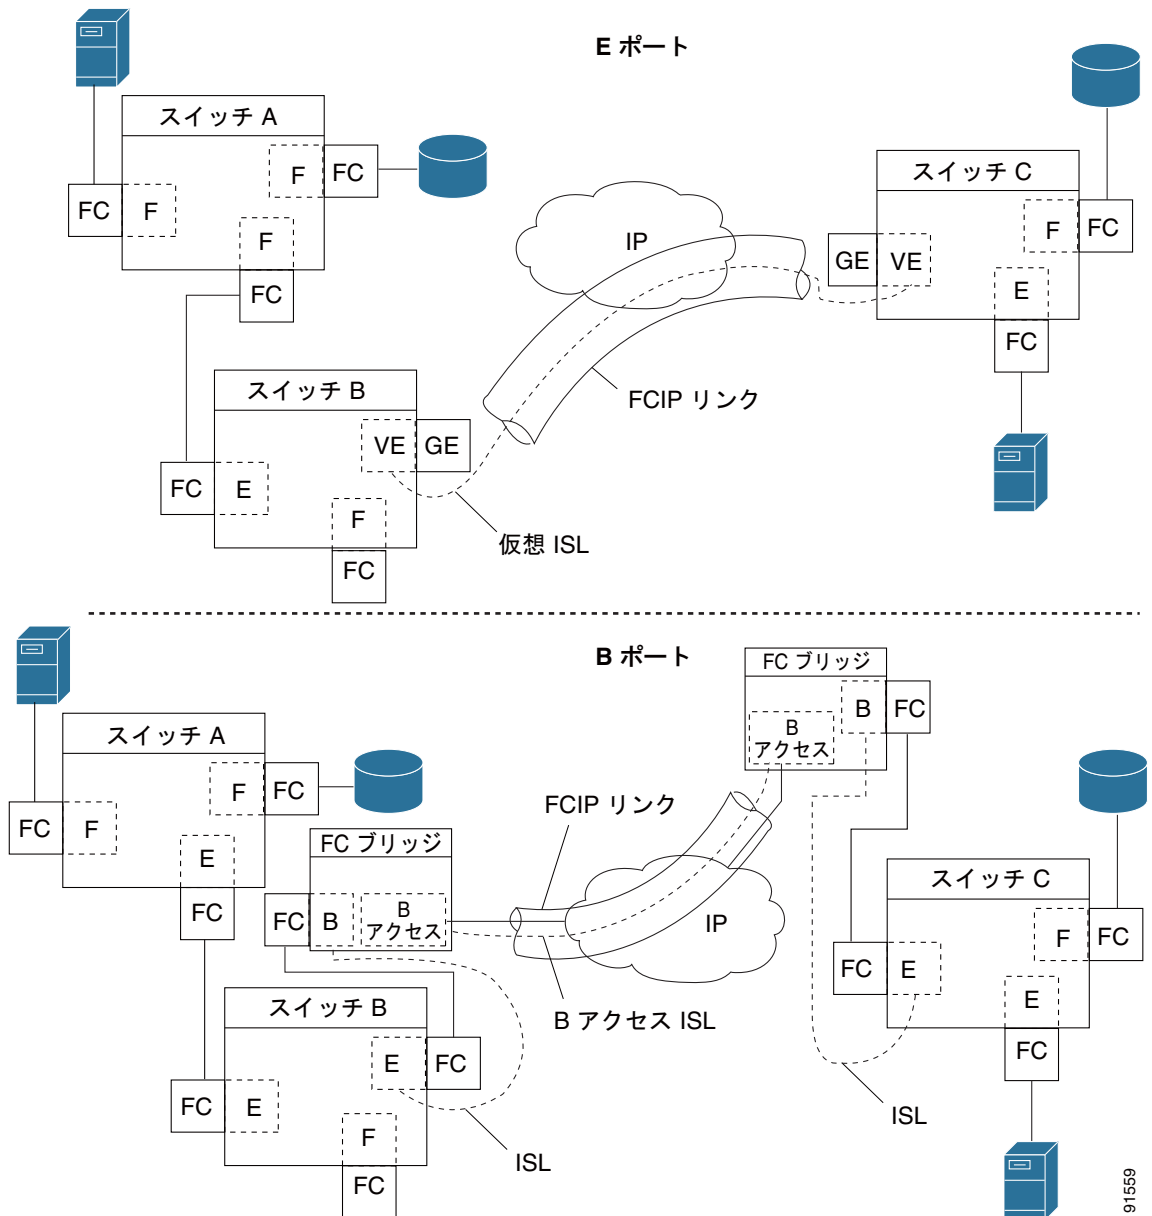 E ポート
スイッチ A
F
FC
FC
F
F
FC
スイッチ C
F
FC
GE
VE
E
FC
IP
FCIP リンク
スイッチ B
VE
GE
FC
E
F
FC
仮想 ISL
B ポート
FC ブリッジ
B
FC
B
アクセス
スイッチ A
F
FC
FC
F
E
FC
FCIP リンク
FC ブリッジ
FC
B
B
アクセス
IP
B アクセス ISL
スイッチ C
F
FC
FC
E
E
FC
スイッチ B
E
FC
FC
E
F
FC
ISL
ISL
91559